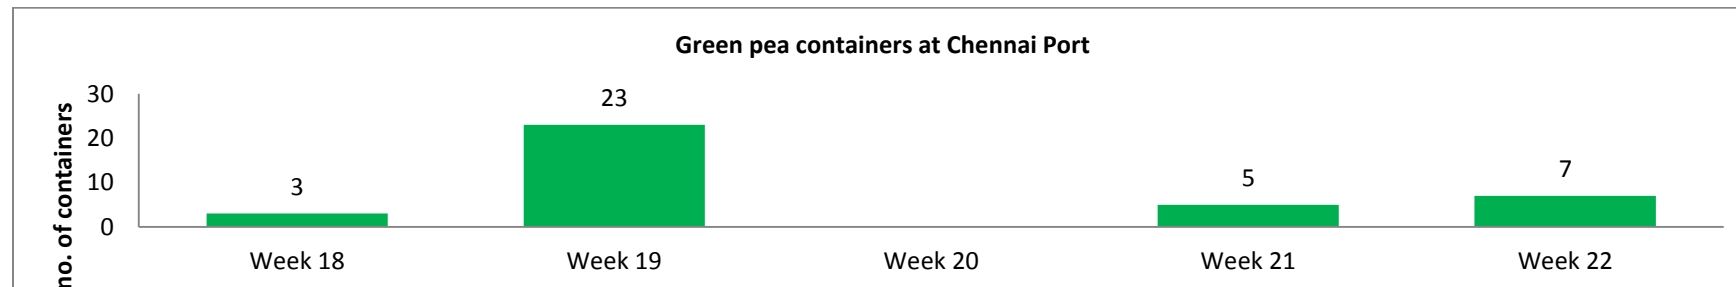 Green pea containers at Chennai Port
no. of containers
30
20
10
0
3
23
5
7
Week 18
Week 19
Week 20
Week 21
Week 22